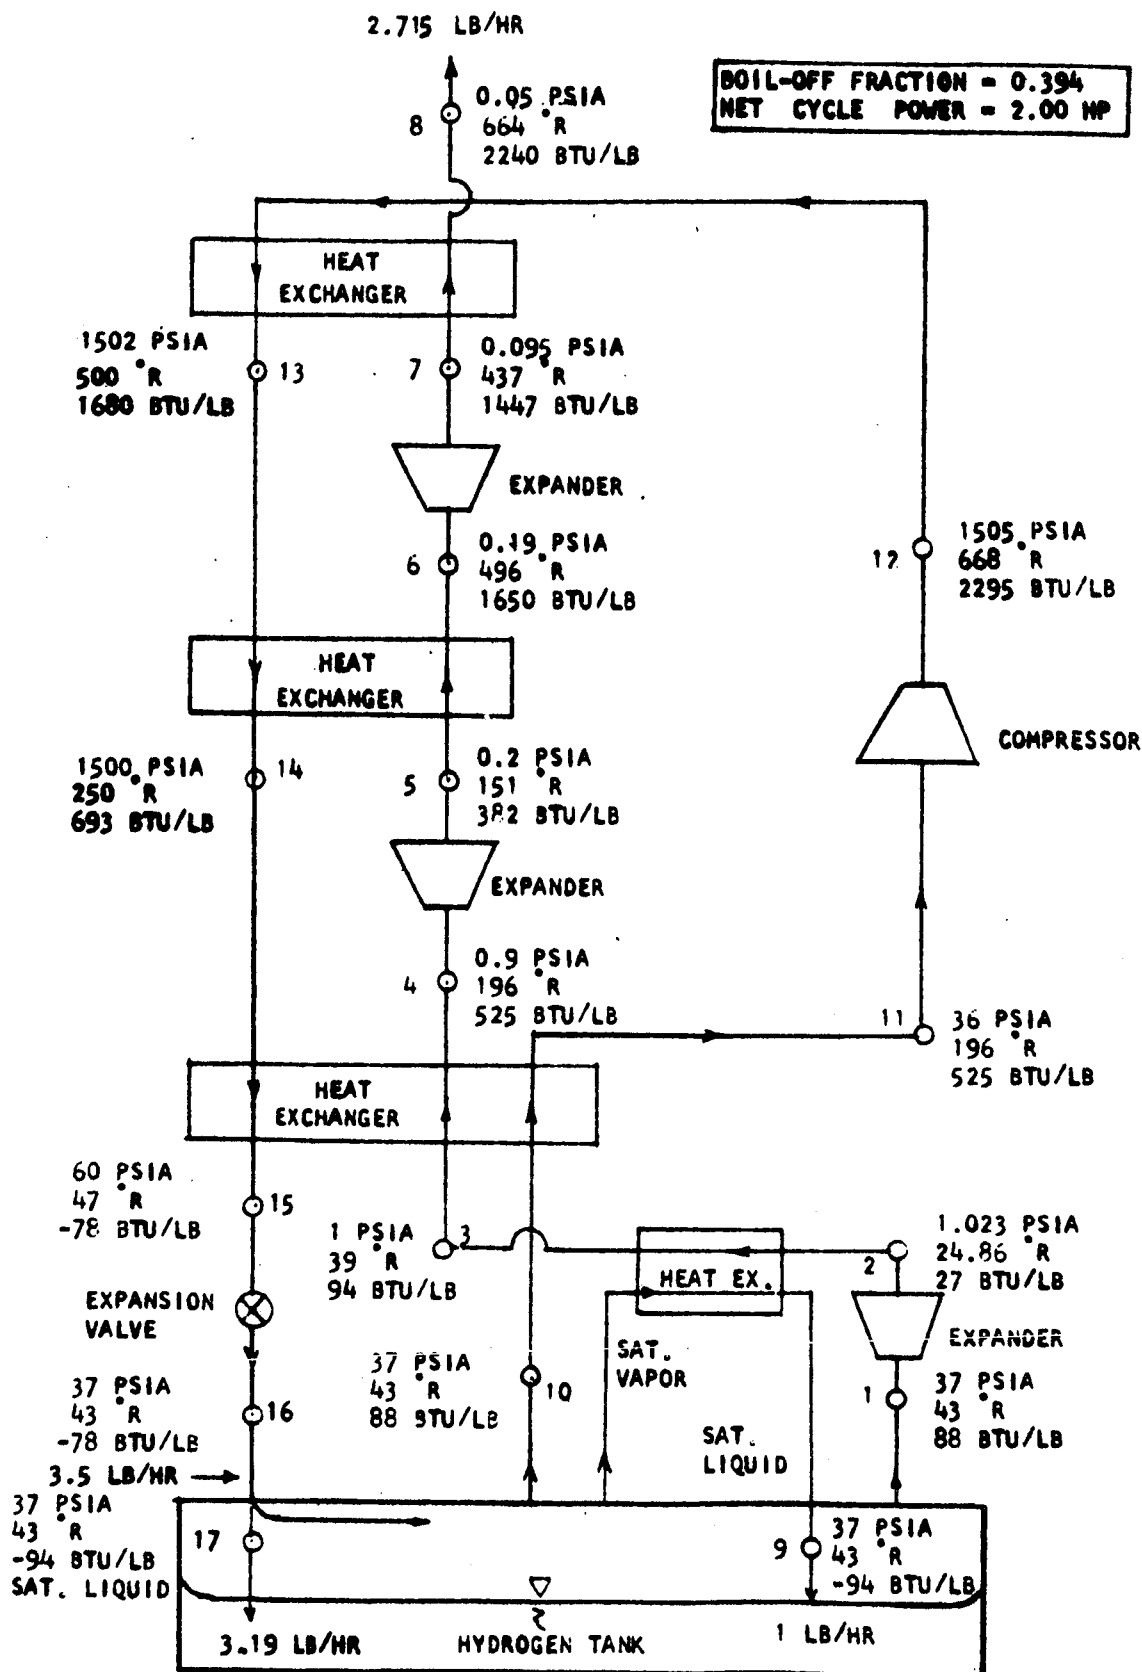 2.715 LB/HR
BOIL-OFF FRACTION = 0.394
NET CYCLE POWER = 2.00 HP
8
0.05 PSIA
664 °R
2240 BTU/LB
HEAT
EXCHANGER
1502 PSIA
500 °R
1680 BTU/LB
13
7
0.095 PSIA
437 °R
1447 BTU/LB
EXPANDER
6
0.19 PSIA
496 °R
1650 BTU/LB
12
1505 PSIA
668 °R
2295 BTU/LB
HEAT
EXCHANGER
COMPRESSOR
1500 PSIA
250 °R
693 BTU/LB
14
5
0.2 PSIA
151 °R
382 BTU/LB
EXPANDER
4
0.9 PSIA
196 °R
525 BTU/LB
11
36 PSIA
196 °R
525 BTU/LB
HEAT
EXCHANGER
60 PSIA
47 °R
-78 BTU/LB
15
1 PSIA
39 °R
94 BTU/LB
3
HEAT EX.
2
1.023 PSIA
24.86 °R
27 BTU/LB
EXPANSION
VALVE
EXPANDER
SAT.
VAPOR
37 PSIA
43 °R
-78 BTU/LB
16
37 PSIA
43 °R
88 BTU/LB
10
1
37 PSIA
43 °R
88 BTU/LB
SAT.
LIQUID
3.5 LB/HR
37 PSIA
43 °R
-94 BTU/LB
SAT. LIQUID
17
9
37 PSIA
43 °R
-94 BTU/LB
3.19 LB/HR
HYDROGEN TANK
1 LB/HR